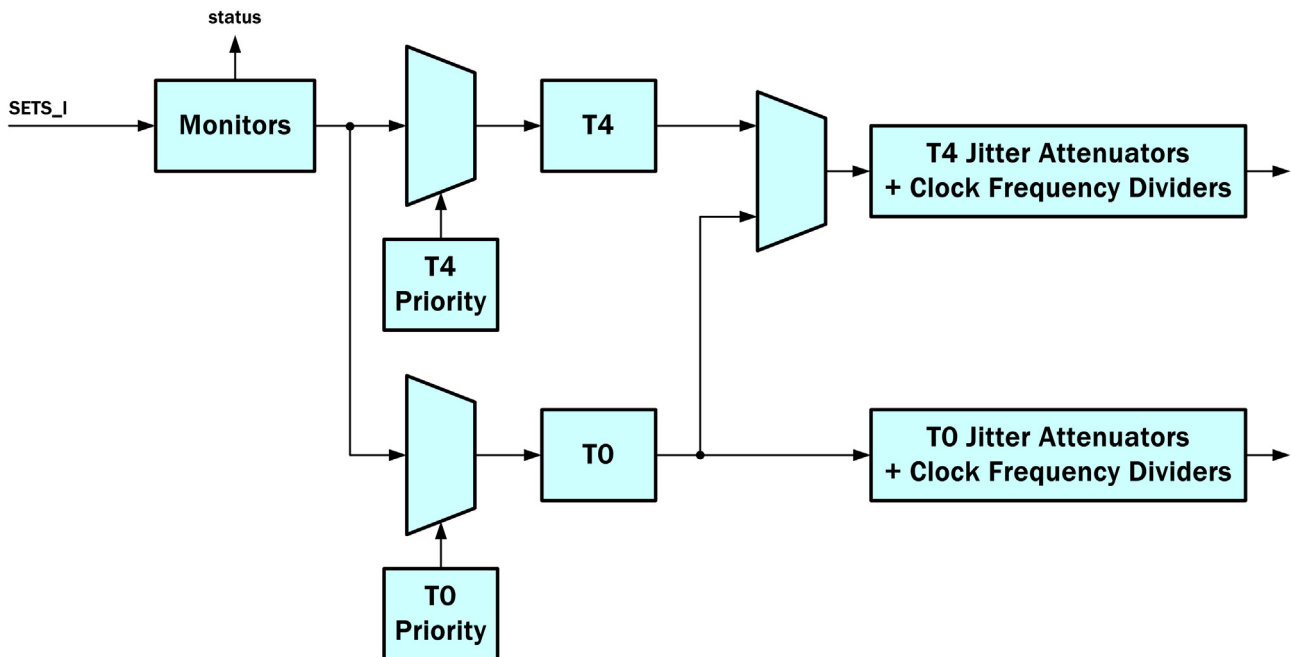 status
SETS_I
Monitors
T4
T4 Jitter Attenuators
+ Clock Frequency Dividers
T4
Priority
T0
T0 Jitter Attenuators
+ Clock Frequency Dividers
T0
Priority